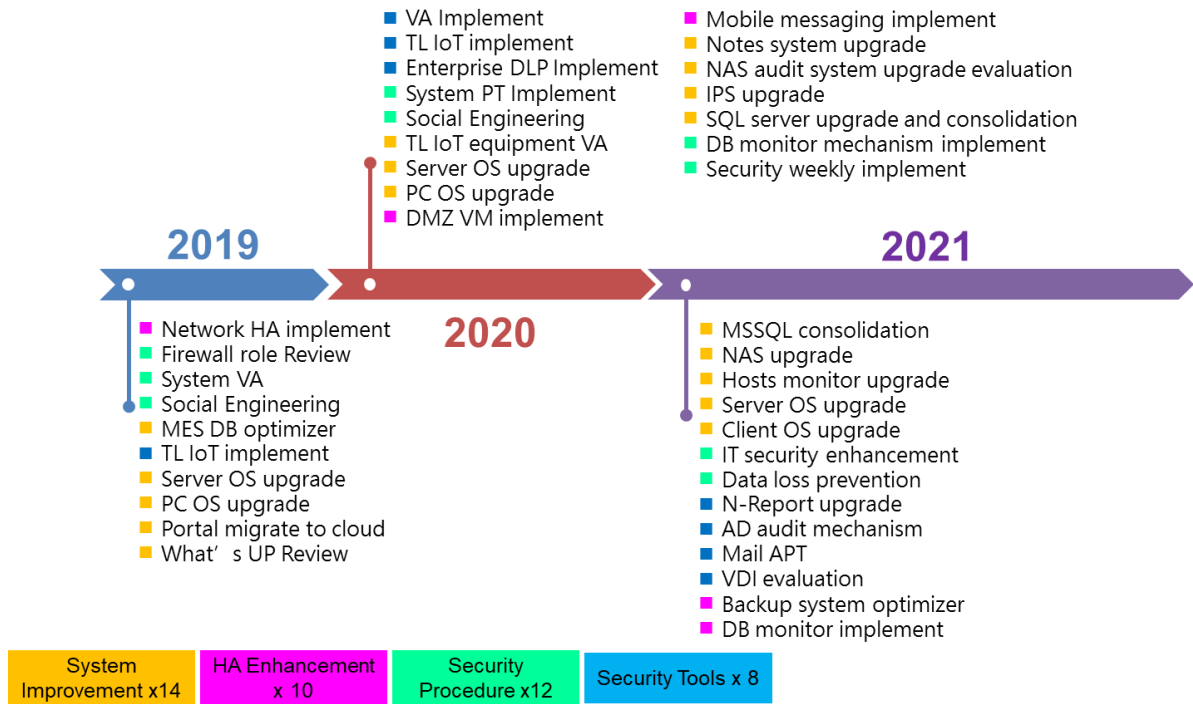 VA Implement
TL IoT implement
Enterprise DLP Implement
System PT Implement
Social Engineering
TL IoT equipment VA
Server OS upgrade
PC OS upgrade
DMZ VM implement
Mobile messaging implement
Notes system upgrade
NAS audit system upgrade evaluation
IPS upgrade
SQL server upgrade and consolidation
DB monitor mechanism implement
Security weekly implement
2019
2021
2020
Network HA implement
Firewall role Review
System VA
Social Engineering
MES DB optimizer
TL IoT implement
Server OS upgrade
PC OS upgrade
Portal migrate to cloud
What’s UP Review
MSSQL consolidation
NAS upgrade
Hosts monitor upgrade
Server OS upgrade
Client OS upgrade
IT security enhancement
Data loss prevention
N-Report upgrade
AD audit mechanism
Mail APT
VDI evaluation
Backup system optimizer
DB monitor implement
System
Improvement x14
HA Enhancement
x 10
Security
Procedure x12
Security Tools x 8